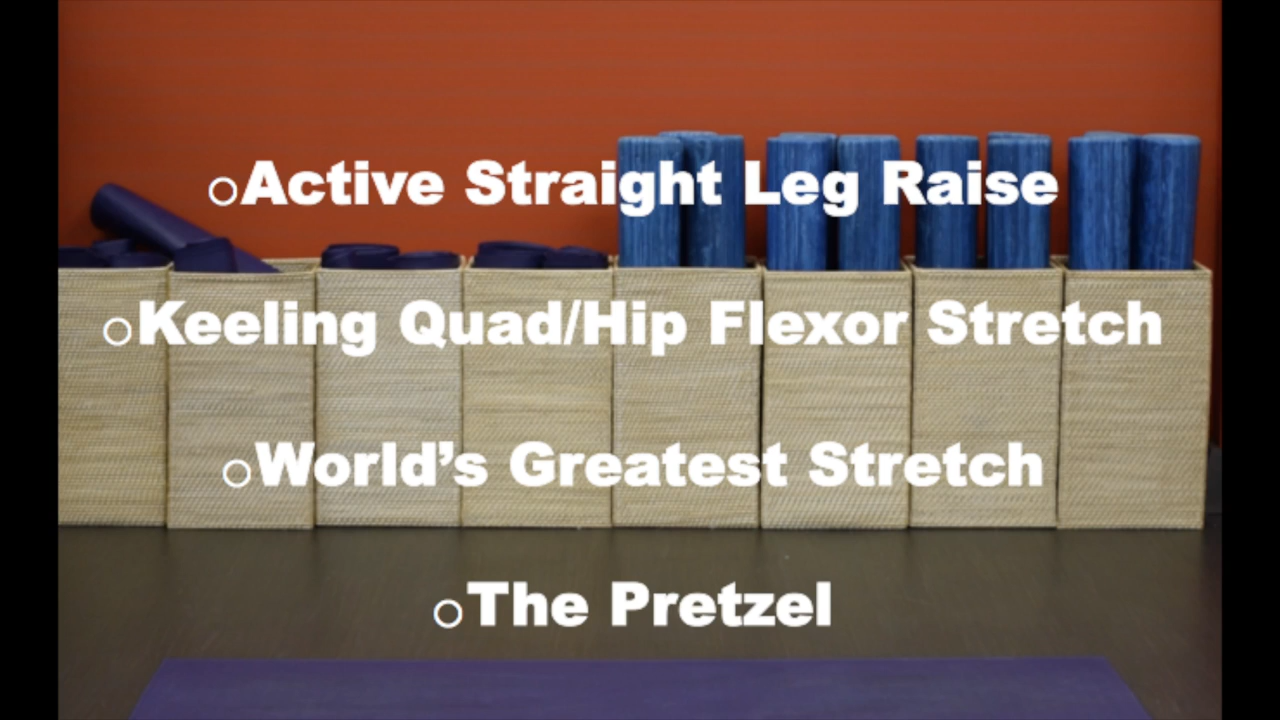 ○Active Straight Leg Raise
○Keeling Quad/Hip Flexor Stretch
○World’s Greatest Stretch
○The Pretzel